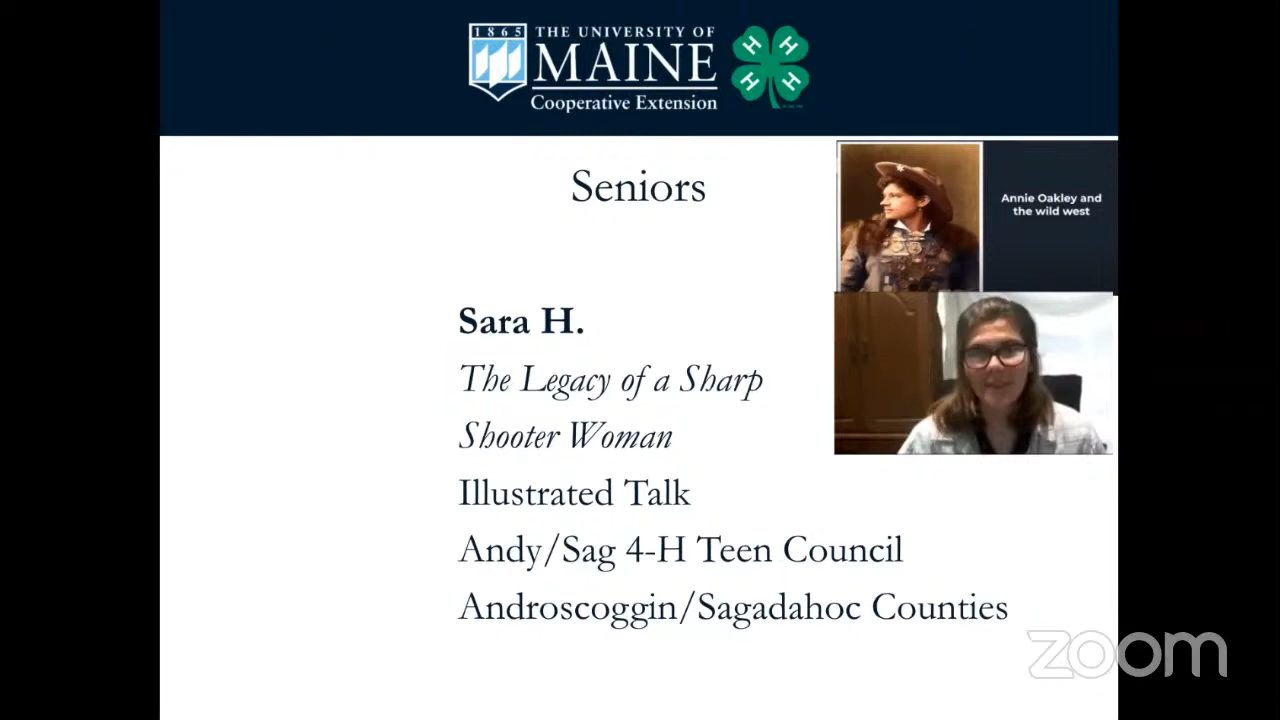 1865
THE UNIVERSITY OF
MAINE
Cooperative Extension
H H
H H
Seniors
Annie Oakley and
the wild west
Sara H.
The Legacy of a Sharp
Shooter Woman
Illustrated Talk
Andy/Sag 4-H Teen Council
Androscoggin/Sagadahoc Counties
zoom